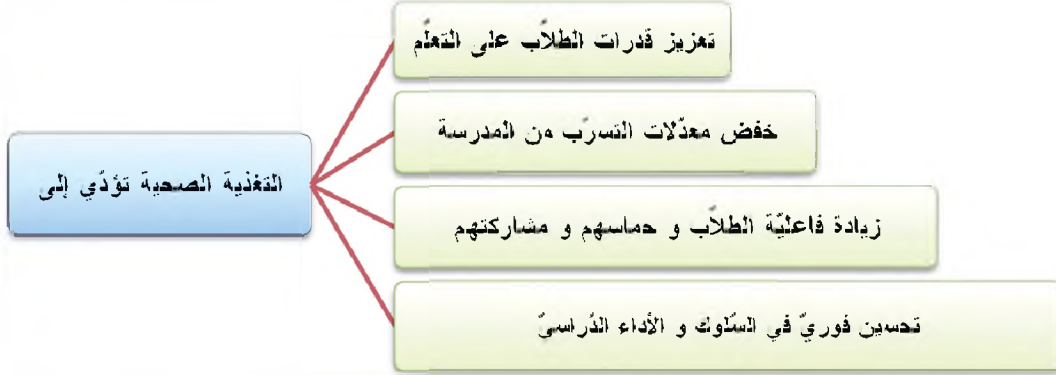 التغذية الصحية تؤدّي إلى
تعزيز قدرات الطلاّب على التعلّم
خفض معدّلات التسرّب من المدرسة
زيادة فاعليّة الطلاّب و حماسهم و مشاركتهم
تحسين فوريّ في السّلوك و الأداء الدّراسيّ